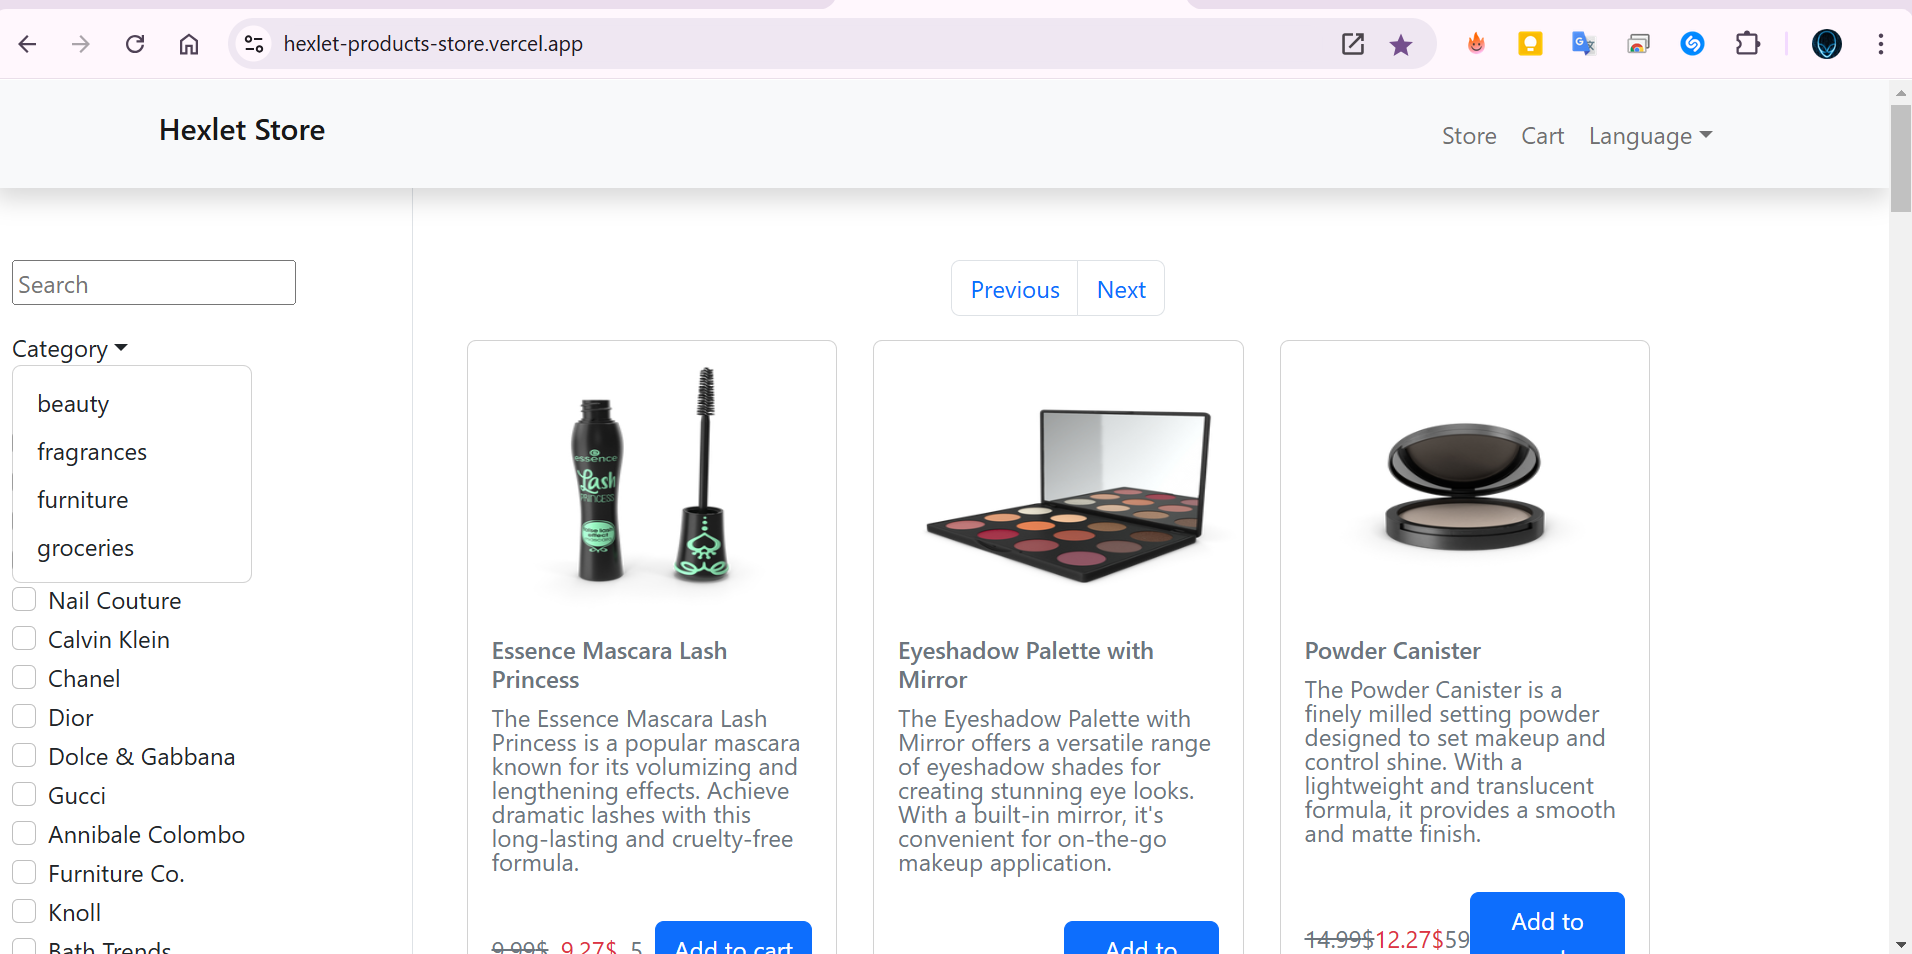 hexlet-products-store.vercel.app
Hexlet Store
Store
Cart
Language
Search
Category
beauty
fragrances
furniture
groceries
Nail Couture
Calvin Klein
Chanel
Dior
Dolce & Gabbana
Gucci
Annibale Colombo
Furniture Co.
Knoll
Bath Trends
Previous
Next
essence
Lash
PRINCESS
Essence Mascara Lash
Princess
The Essence Mascara Lash
Princess is a popular mascara
known for its volumizing and
lengthening effects. Achieve
dramatic lashes with this
long-lasting and cruelty-free
formula.
9.99$ 9.27$ 5
Add to cart
Eyeshadow Palette with
Mirror
The Eyeshadow Palette with
Mirror offers a versatile range
of eyeshadow shades for
creating stunning eye looks.
With a built-in mirror, it's
convenient for on-the-go
makeup application.
Add to
Powder Canister
The Powder Canister is a
finely milled setting powder
designed to set makeup and
control shine. With a
lightweight and translucent
formula, it provides a smooth
and matte finish.
14.99$12.27$59
Add to